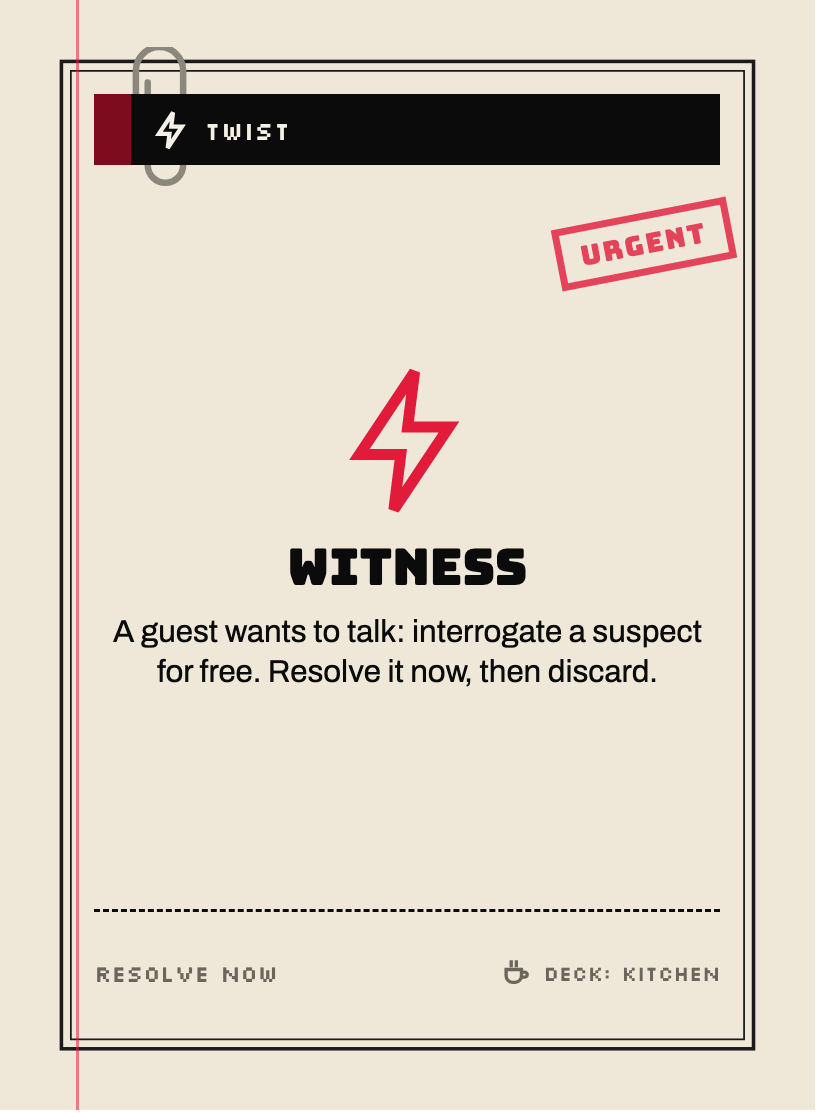 TWIST
URGENT
WITNESS
A guest wants to talk: interrogate a suspect
for free. Resolve it now, then discard.
RESOLVE NOW
DECK: KITCHEN